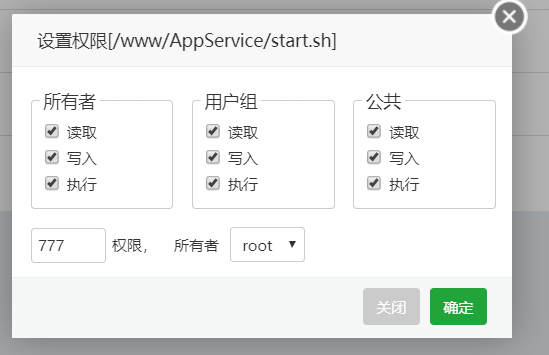 设置权限[/www/AppService/start.sh]
所有者 用户组 公共
读取 读取 读取
写入 写入 写入
执行 执行 执行
777 权限， 所有者 root
关闭 确定